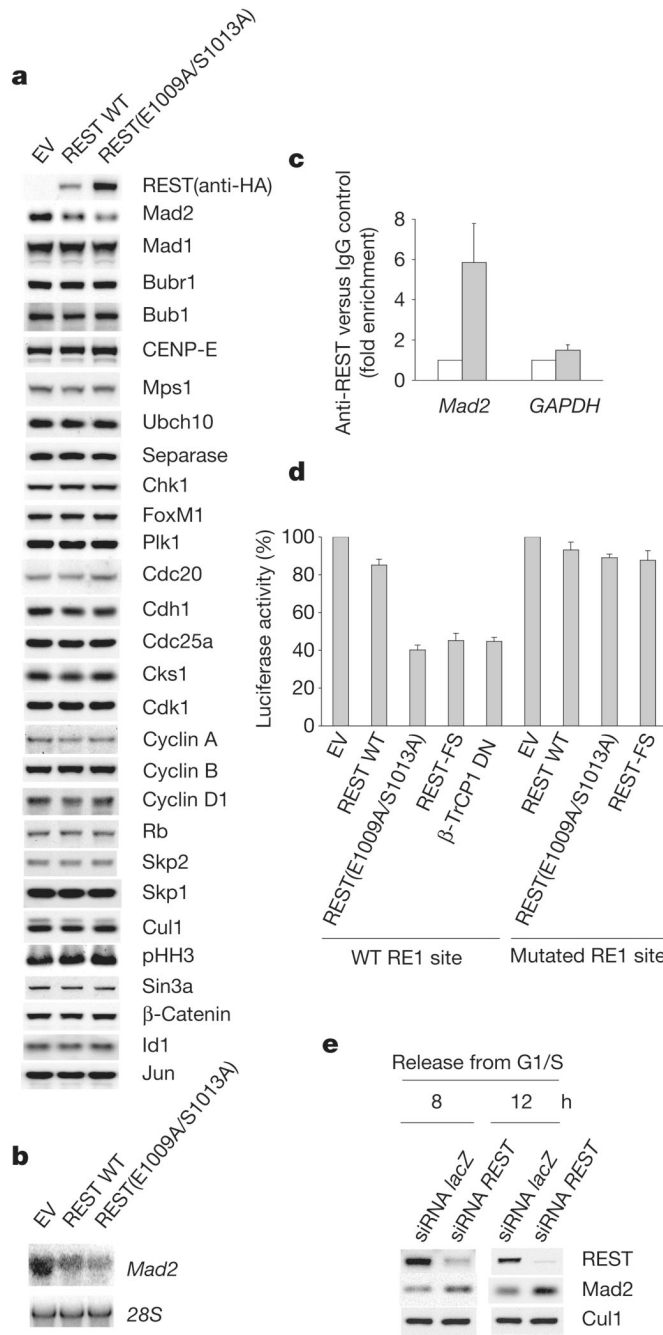 a
EV
REST WT
REST(E1009A/S1013A)
REST(anti-HA)
Mad2
Mad1
Bubr1
Bub1
CENP-E
Mps1
Ubch10
Separase
Chk1
FoxM1
Plk1
Cdc20
Cdh1
Cdc25a
Cks1
Cdk1
Cyclin A
Cyclin B
Cyclin D1
Rb
Skp2
Skp1
Cul1
pHH3
Sin3a
β-Catenin
Id1
Jun
b
EV
REST WT
REST(E1009A/S1013A)
Mad2
28S
c
Anti-REST versus IgG control
(fold enrichment)
8
6
4
2
0
Mad2
GAPDH
d
Luciferase activity (%)
100
80
60
40
20
0
EV
REST WT
REST(E1009A/S1013A)
REST-FS
β-TrCP1 DN
EV
REST WT
REST(E1009A/S1013A)
REST-FS
WT RE1 site
Mutated RE1 site
e
Release from G1/S
8 12 h
siRNA lacZ
siRNA REST
siRNA lacZ
siRNA REST
REST
Mad2
Cul1